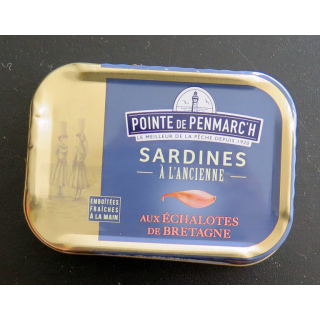 POINTE DE PENMARC'H
LE MEILLEUR DE LA PÊCHE DEPUIS 1920
SARDINES
À L'ANCIENNE
EMBOÎTÉES
FRAÎCHES
À LA MAIN
AUX ÉCHALOTES
DE BRETAGNE